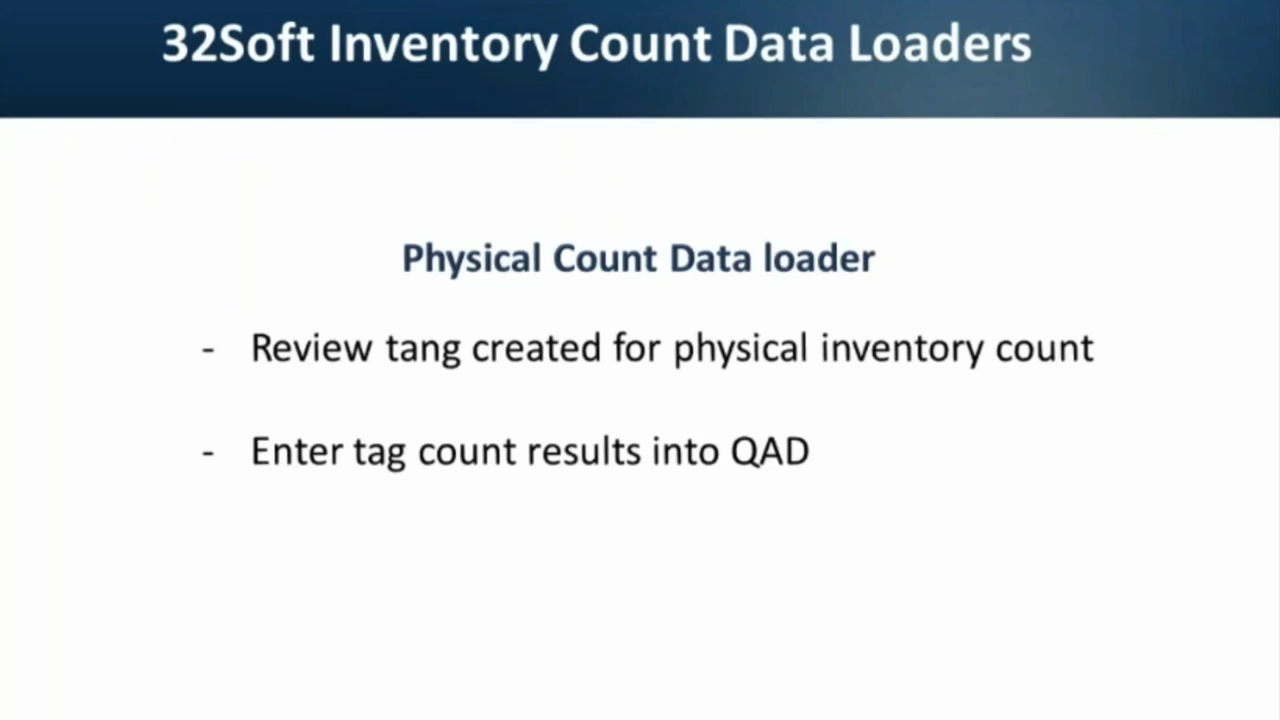 32Soft Inventory Count Data Loaders
Physical Count Data loader
- Review tang created for physical inventory count
- Enter tag count results into QAD